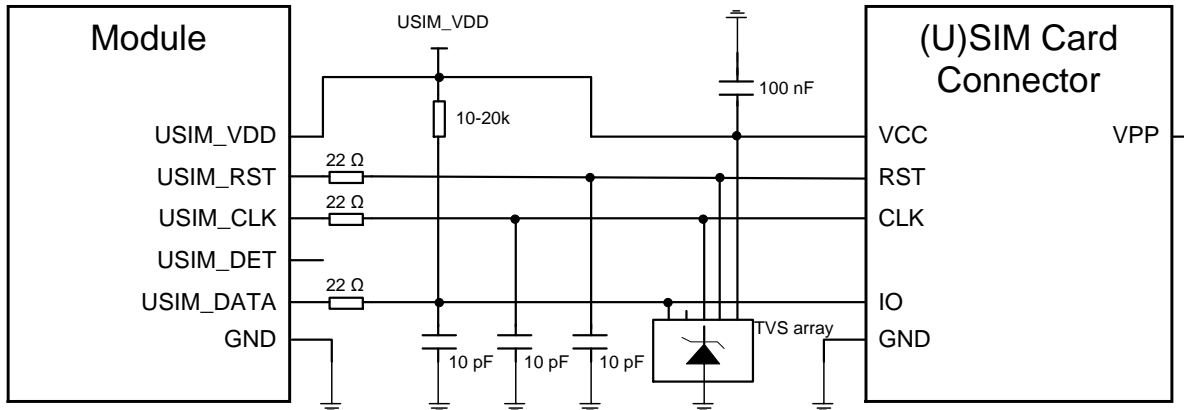 Module
USIM_VDD
USIM_RST
USIM_CLK
USIM_DET
USIM_DATA
GND
USIM_VDD
10-20k
22 Ω
22 Ω
22 Ω
100 nF
10 pF
10 pF
10 pF
TVS array
(U)SIM Card
Connector
VCC
RST
CLK
IO
GND
VPP